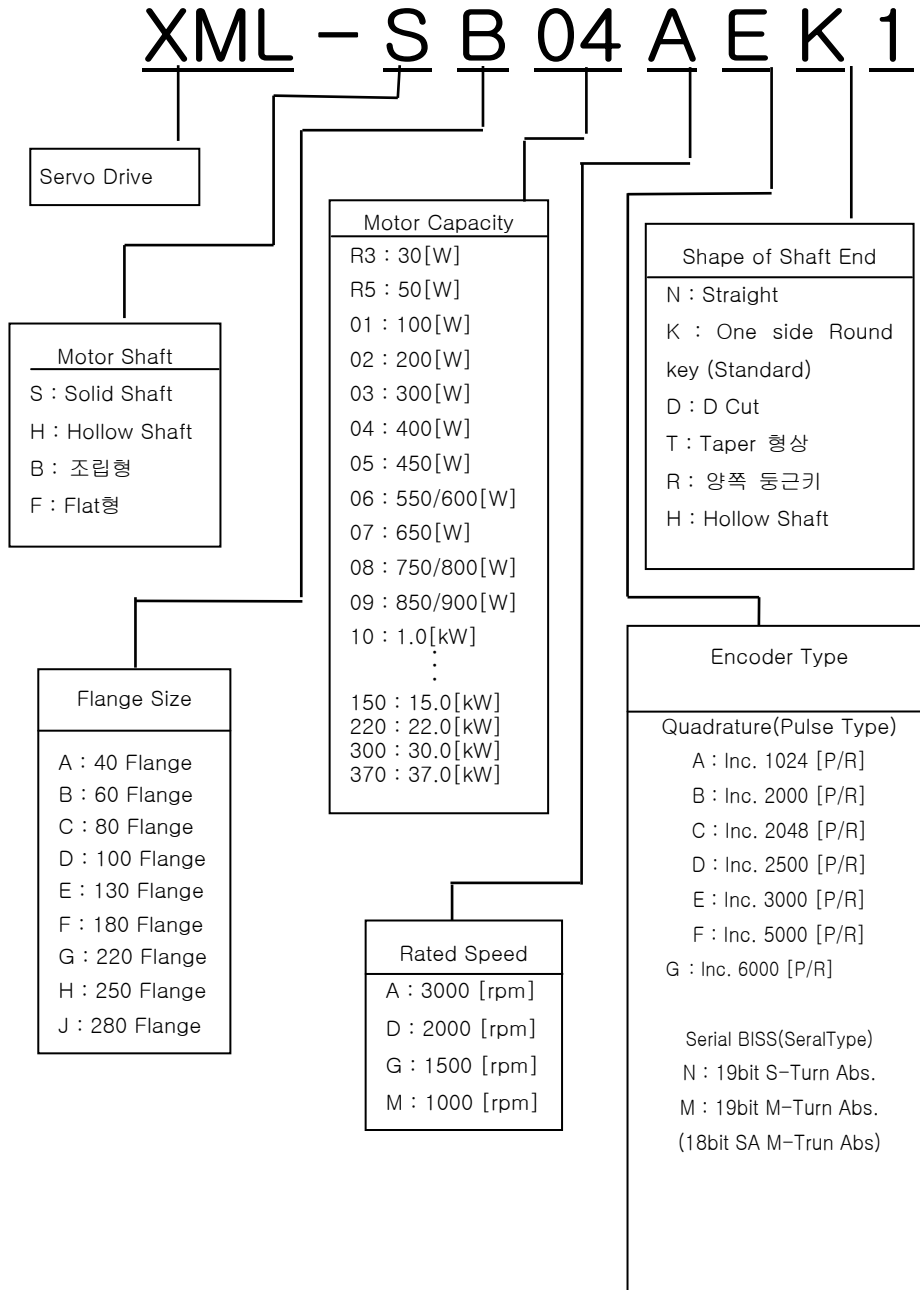 XML - S B 04 A E K 1
Servo Drive
Motor Shaft
S : Solid Shaft
H : Hollow Shaft
B : 조립형
F : Flat형
Flange Size
A : 40 Flange
B : 60 Flange
C : 80 Flange
D : 100 Flange
E : 130 Flange
F : 180 Flange
G : 220 Flange
H : 250 Flange
J : 280 Flange
Motor Capacity
R3 : 30[W]
R5 : 50[W]
01 : 100[W]
02 : 200[W]
03 : 300[W]
04 : 400[W]
05 : 450[W]
06 : 550/600[W]
07 : 650[W]
08 : 750/800[W]
09 : 850/900[W]
10 : 1.0[kW]
:
:
150 : 15.0[kW]
220 : 22.0[kW]
300 : 30.0[kW]
370 : 37.0[kW]
Rated Speed
A : 3000 [rpm]
D : 2000 [rpm]
G : 1500 [rpm]
M : 1000 [rpm]
Shape of Shaft End
N : Straight
K : One side Round
key (Standard)
D : D Cut
T : Taper 형상
R : 양쪽 둥근키
H : Hollow Shaft
Encoder Type
Quadrature(Pulse Type)
A : Inc. 1024 [P/R]
B : Inc. 2000 [P/R]
C : Inc. 2048 [P/R]
D : Inc. 2500 [P/R]
E : Inc. 3000 [P/R]
F : Inc. 5000 [P/R]
G : Inc. 6000 [P/R]
Serial BISS(SeralType)
N : 19bit S-Turn Abs.
M : 19bit M-Turn Abs.
(18bit SA M-Trun Abs)